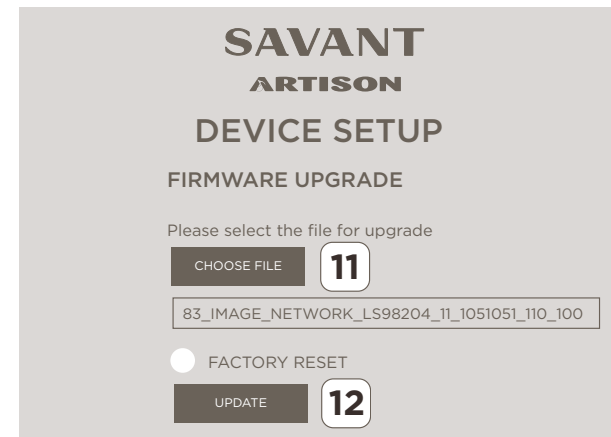 SAVANT
ARTISON
DEVICE SETUP
FIRMWARE UPGRADE
Please select the file for upgrade
CHOOSE FILE 11
83_IMAGE_NETWORK_LS98204_11_1051051_110_100
FACTORY RESET
UPDATE 12